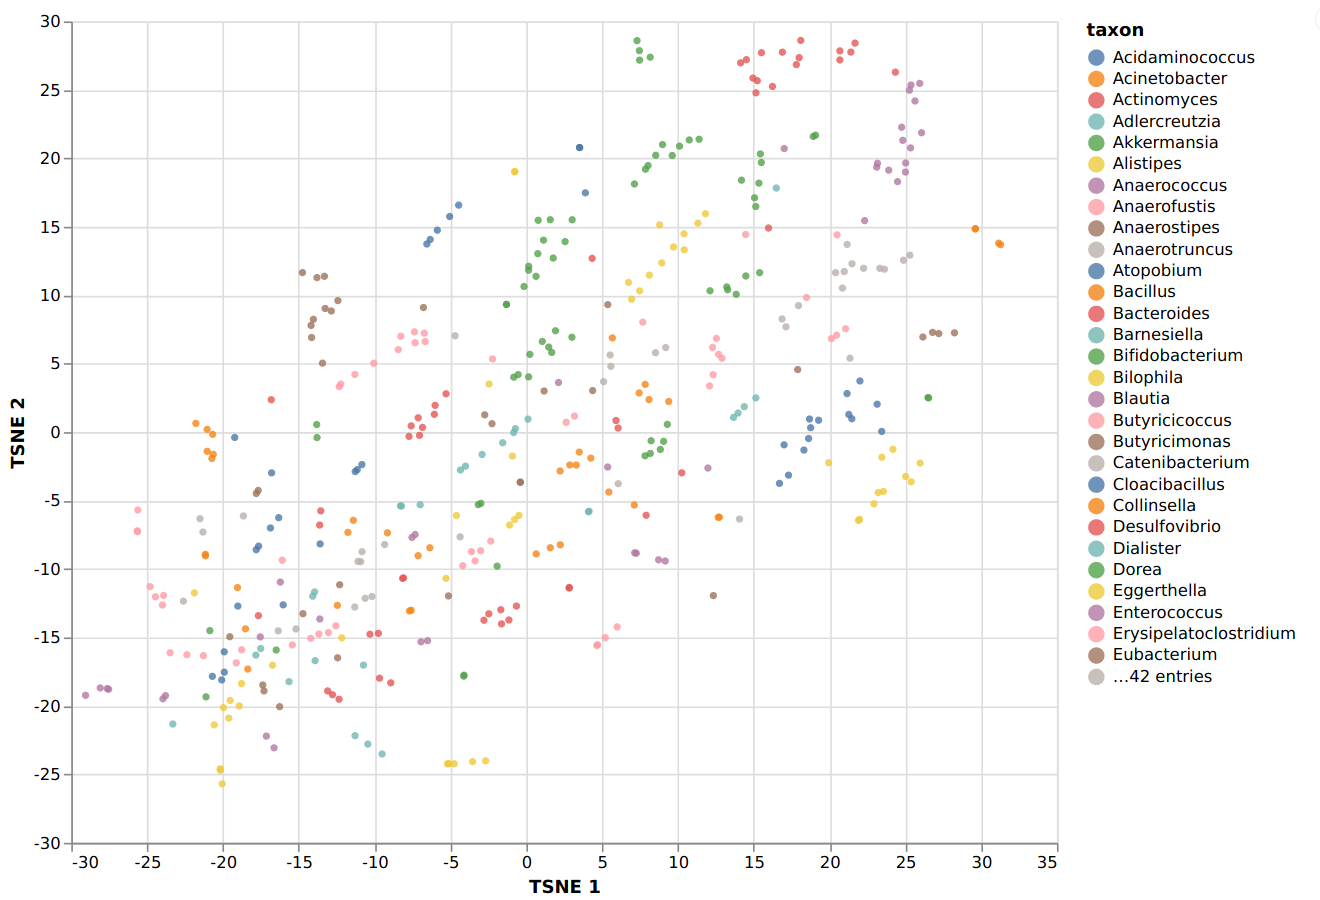 30
25
20
15
10
5
0
-5
-10
-15
-20
-25
-30
-30 -25 -20 -15 -10 -5 0 5 10 15 20 25 30 35
TSNE 1
TSNE 2
taxon
Acidaminococcus
Acinetobacter
Actinomyces
Adlercreutzia
Akkermansia
Alistipes
Anaerococcus
Anaerofustis
Anaerostipes
Anaerotruncus
Atopobium
Bacillus
Bacteroides
Barnesiella
Bifidobacterium
Bilophila
Blautia
Butyricicoccus
Butyricimonas
Catenibacterium
Cloacibacillus
Collinsella
Desulfovibrio
Dialister
Dorea
Eggerthella
Enterococcus
Erysipelatoclostridium
Eubacterium
…42 entries